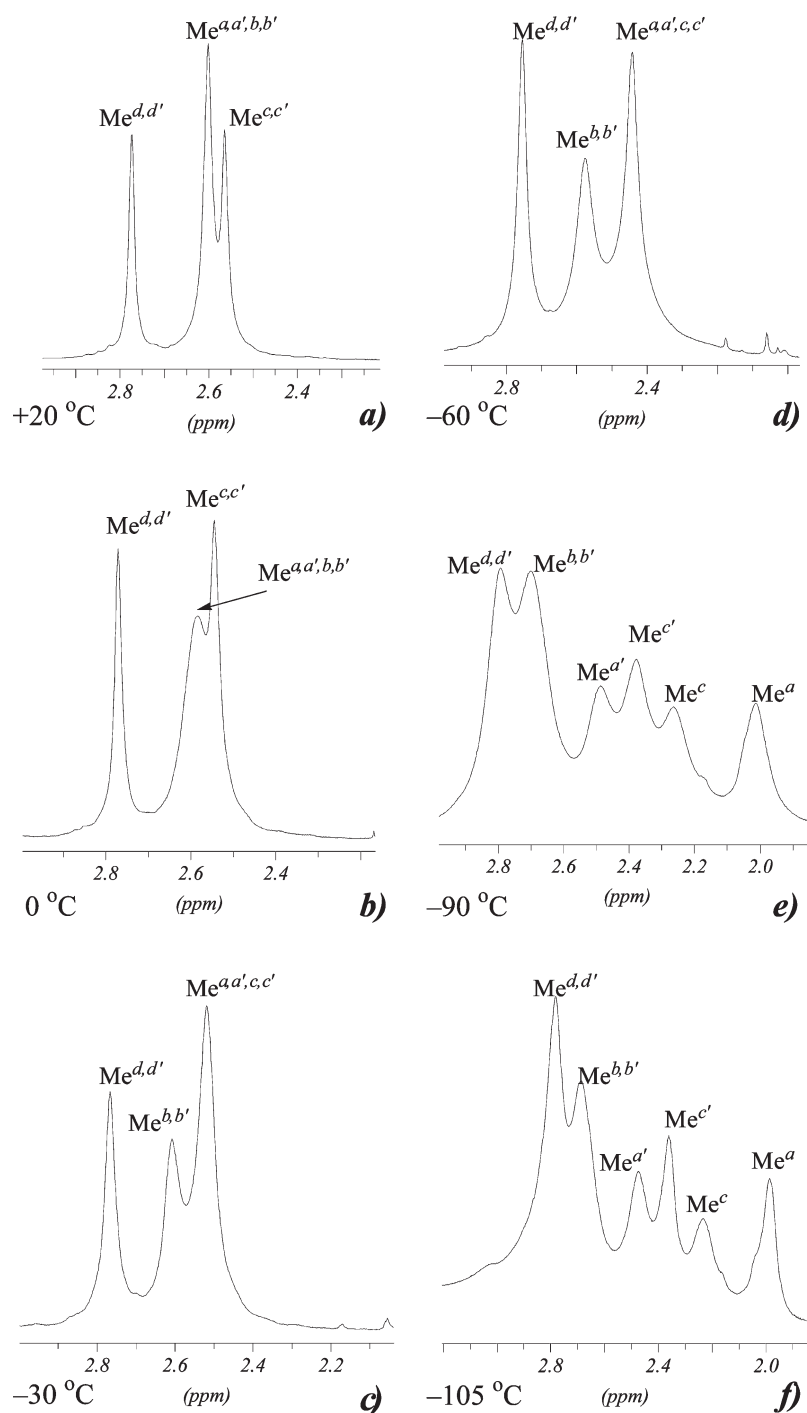 Me^a,a',b,b'
Me^d,d'
Me^c,c'
2.8 2.6 2.4
+20 °C (ppm) a)
Me^c,c'
Me^d,d'
Me^a,a',b,b'
2.8 2.6 2.4
0 °C (ppm) b)
Me^a,a',c,c'
Me^d,d'
Me^b,b'
2.8 2.6 2.4 2.2
–30 °C (ppm) c)
Me^d,d' Me^a,a',c,c'
Me^b,b'
2.8 2.4
–60 °C (ppm) d)
Me^d,d' Me^b,b'
Me^c'
Me^a' Me^c Me^a
2.8 2.6 2.4 2.2 2.0
–90 °C (ppm) e)
Me^d,d'
Me^b,b'
Me^c'
Me^a' Me^a
Me^c
2.8 2.4 2.0
–105 °C (ppm) f)